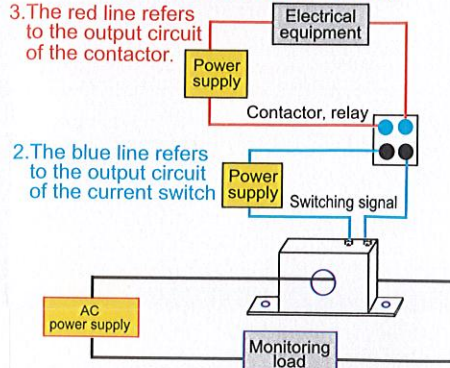 3.The red line refers
to the output circuit
of the contactor.
Electrical
equipment
Power
supply
Contactor, relay
2.The blue line refers
to the output circuit
of the current switch
Power
supply
Switching signal
AC
power supply
Monitoring
load